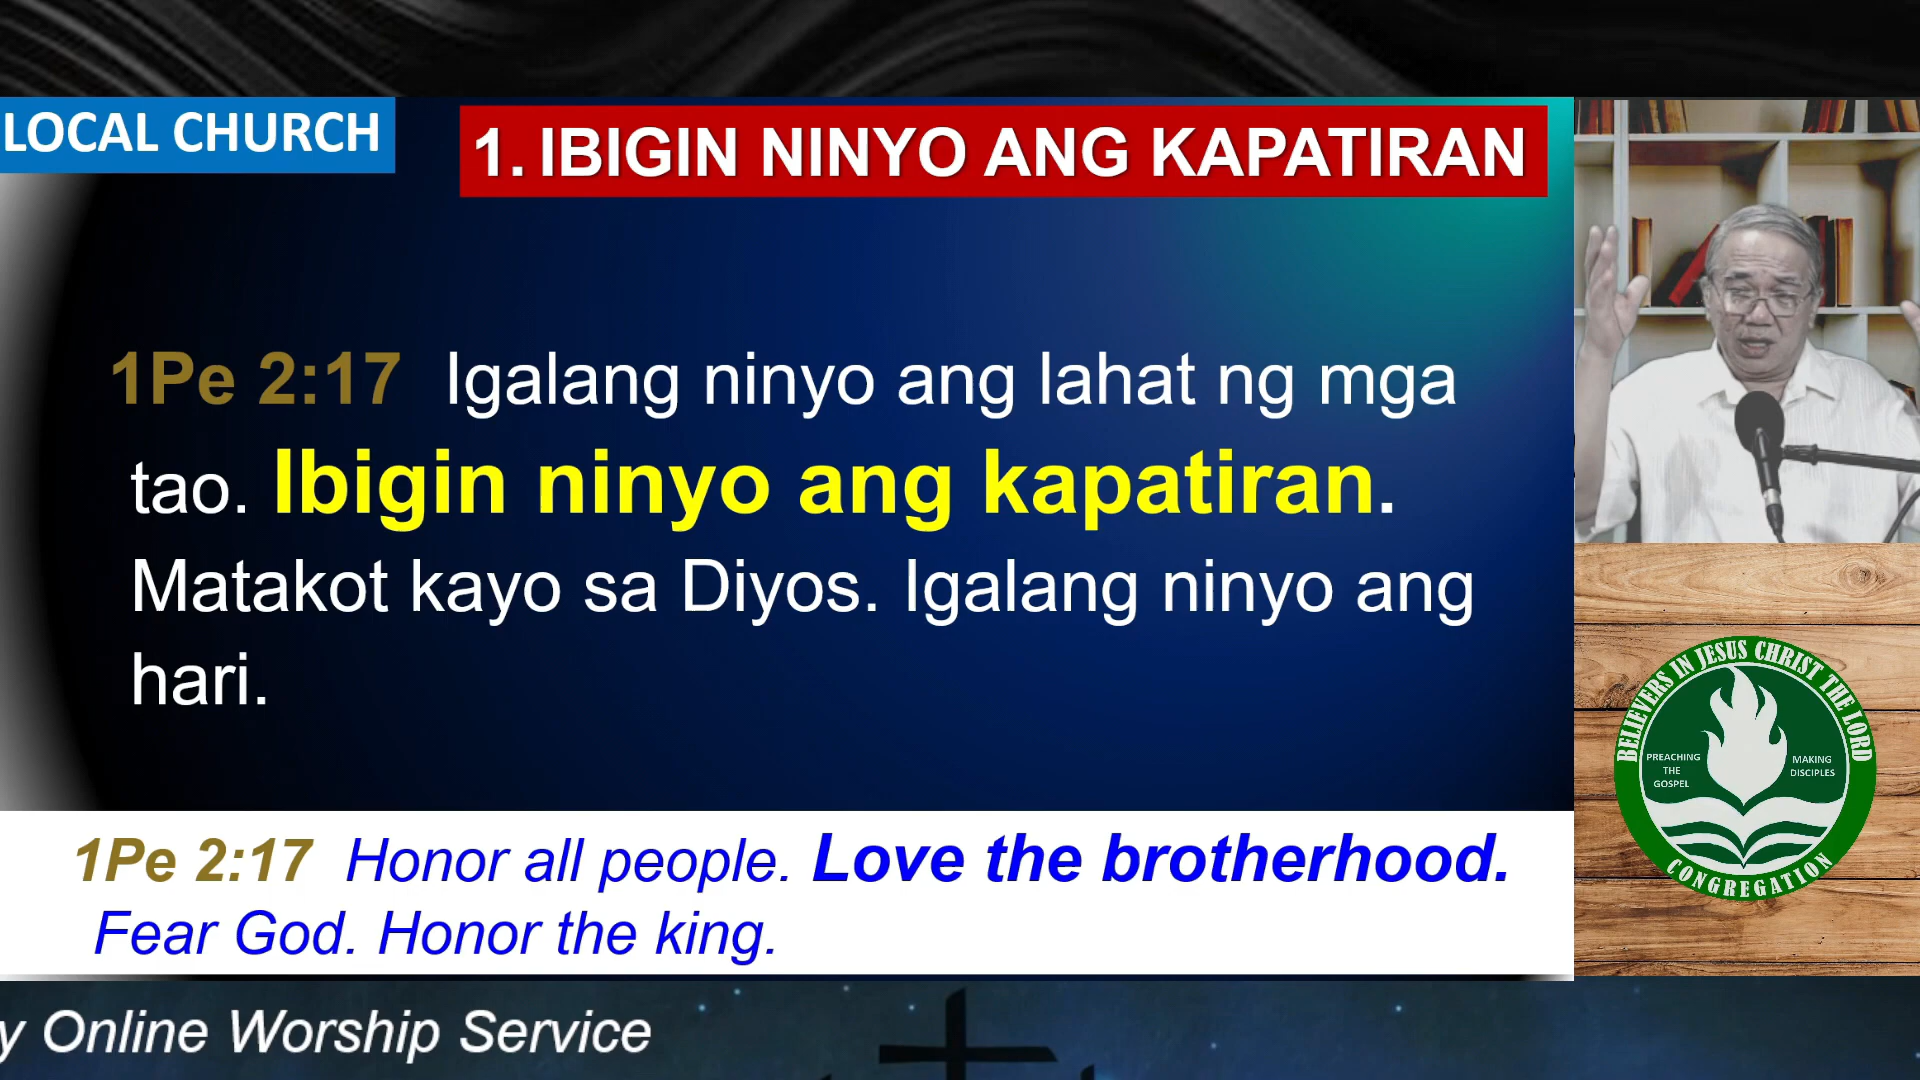 LOCAL CHURCH
1. IBIGIN NINYO ANG KAPATIRAN
1Pe 2:17 Igalang ninyo ang lahat ng mga
tao. Ibigin ninyo ang kapatiran.
Matakot kayo sa Diyos. Igalang ninyo ang
hari.
1Pe 2:17 Honor all people. Love the brotherhood.
Fear God. Honor the king.
BELIEVERS IN JESUS CHRIST THE LORD
PREACHING
THE
GOSPEL
MAKING
DISCIPLES
CONGREGATION
y Online Worship Service